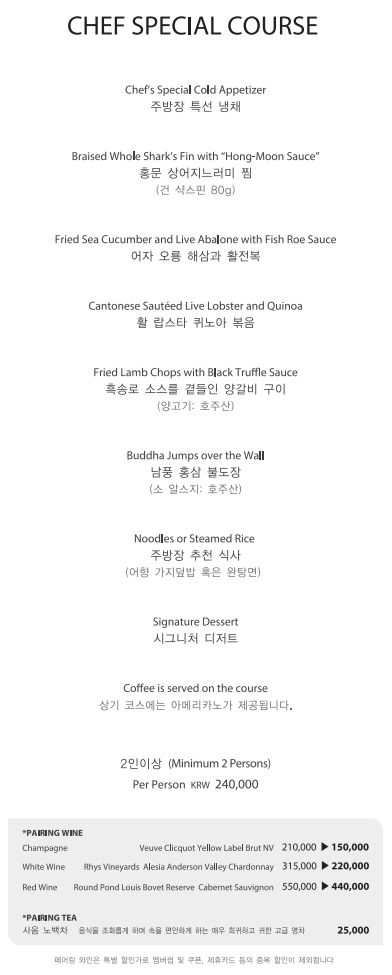 CHEF SPECIAL COURSE
Chef's Special Cold Appetizer
주방장 특선 냉채
Braised Whole Shark's Fin with "Hong-Moon Sauce"
홍문 상어지느러미 찜
(건 샥스핀 80g)
Fried Sea Cucumber and Live Abalone with Fish Roe Sauce
어자 오룡 해삼과 활전복
Cantonese Sautéed Live Lobster and Quinoa
활 랍스타 퀴노아 볶음
Fried Lamb Chops with Black Truffle Sauce
흑송로 소스를 곁들인 양갈비 구이
(양고기: 호주산)
Buddha Jumps over the Wall
남풍 홍삼 불도장
(소 알스지: 호주산)
Noodles or Steamed Rice
주방장 추천 식사
(어향 가지덮밥 혹은 완탕면)
Signature Dessert
시그니처 디저트
Coffee is served on the course
상기 코스에는 아메리카노가 제공됩니다.
2인이상 (Minimum 2 Persons)
Per Person KRW 240,000
*PAIRING WINE
Champagne Veuve Clicquot Yellow Label Brut NV 210,000 ▶ 150,000
White Wine Rhys Vineyards Alesia Anderson Valley Chardonnay 315,000 ▶ 220,000
Red Wine Round Pond Louis Bovet Reserve Cabernet Sauvignon 550,000 ▶ 440,000
*PAIRING TEA
사음 노백차 음식을 조화롭게 하며 속을 편안하게 하는 매우 희귀하고 귀한 고급 명차 25,000
페어링 와인은 특별 할인가로 멤버쉽 및 쿠폰, 제휴카드 등의 중복 할인이 제외됩니다